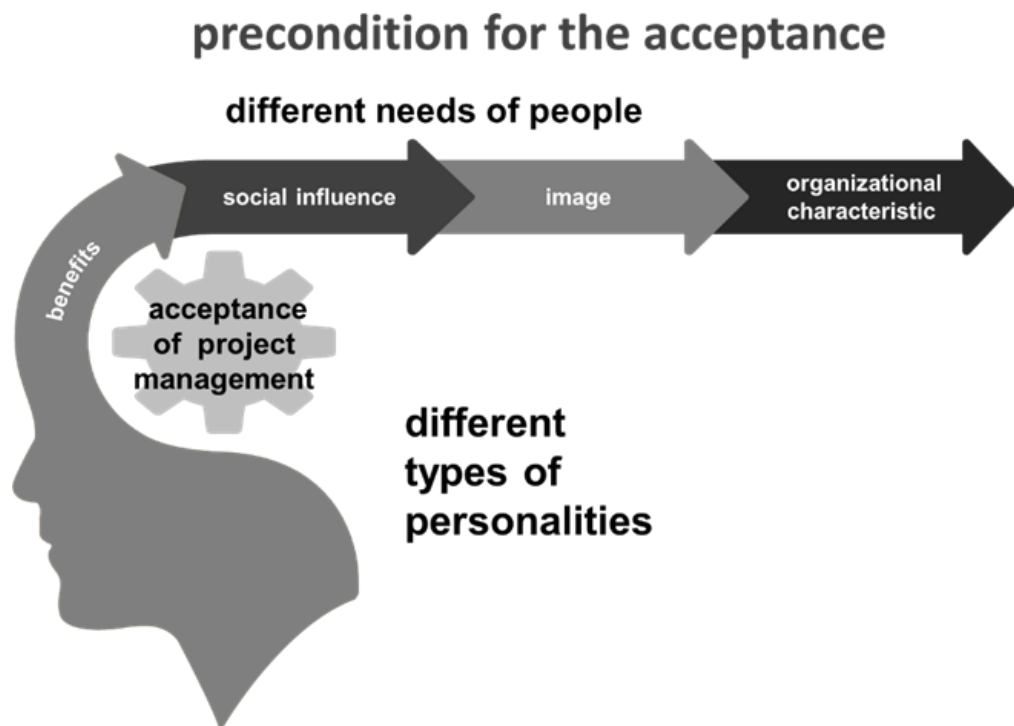 precondition for the acceptance
different needs of people
social influence
image
organizational
characteristic
benefits
acceptance
of project
management
different
types of
personalities